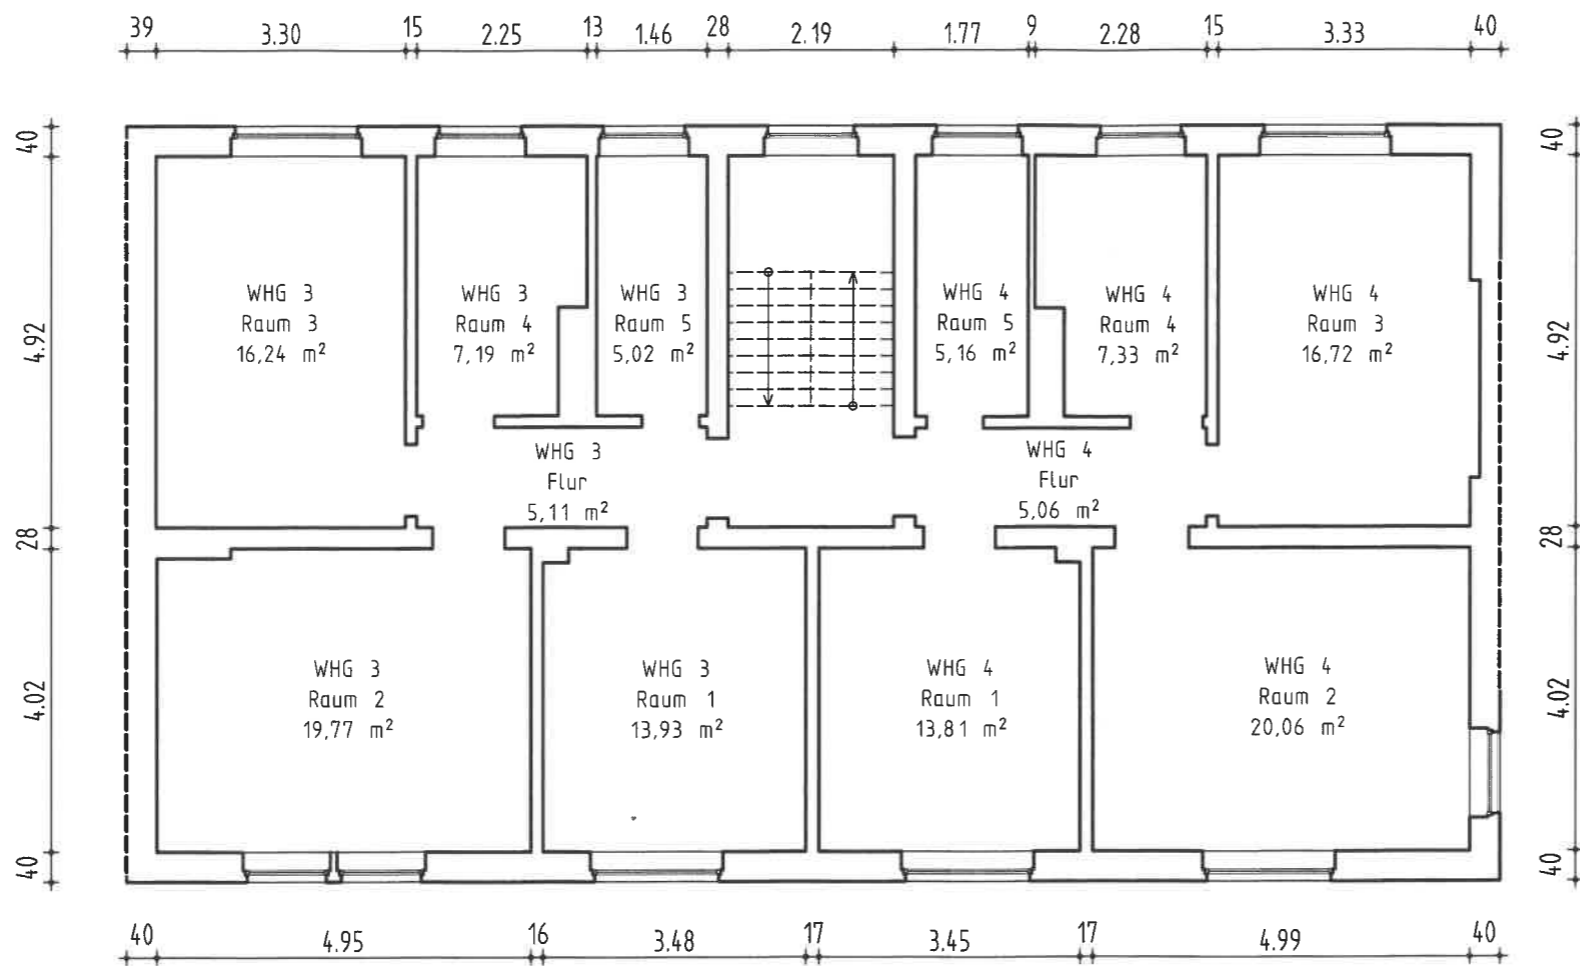 39 3.30 15 2.25 13 1.46 28 2.19 1.77 9 2.28 15 3.33 40
40
4.92
28
4.02
40
WHG 3
Raum 3
16,24 m²
WHG 3
Raum 4
7,19 m²
WHG 3
Raum 5
5,02 m²
WHG 4
Raum 5
5,16 m²
WHG 4
Raum 4
7,33 m²
WHG 4
Raum 3
16,72 m²
WHG 3
Flur
5,11 m²
WHG 4
Flur
5,06 m²
WHG 3
Raum 2
19,77 m²
WHG 3
Raum 1
13,93 m²
WHG 4
Raum 1
13,81 m²
WHG 4
Raum 2
20,06 m²
40
4.92
28
4.02
40
40 4.95 16 3.48 17 3.45 17 4.99 40